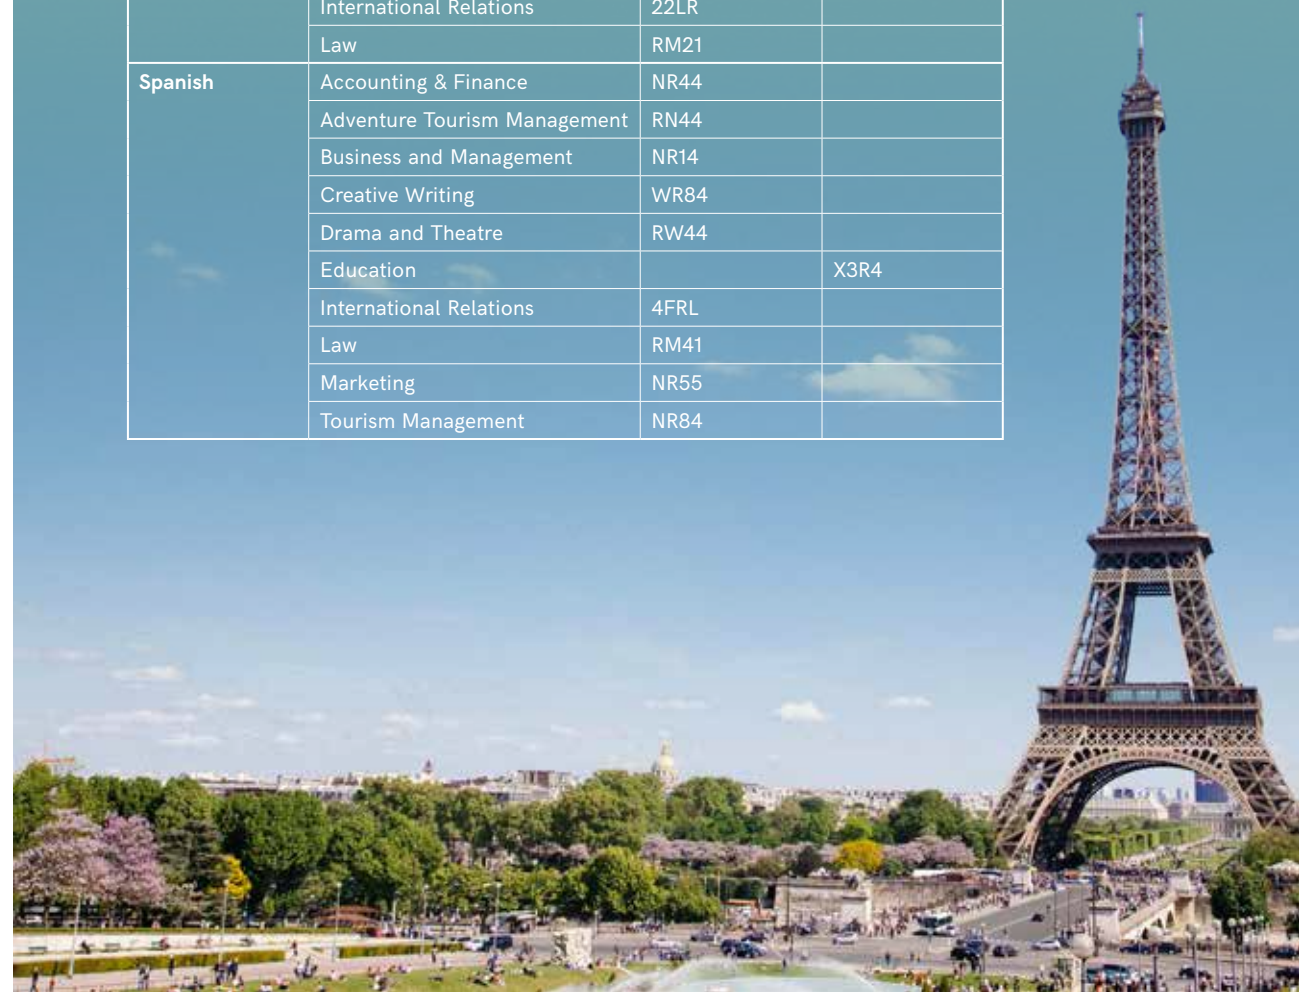 International Relations 22LR
Law RM21
Spanish Accounting & Finance NR44
Adventure Tourism Management RN44
Business and Management NR14
Creative Writing WR84
Drama and Theatre RW44
Education X3R4
International Relations 4FRL
Law RM41
Marketing NR55
Tourism Management NR84